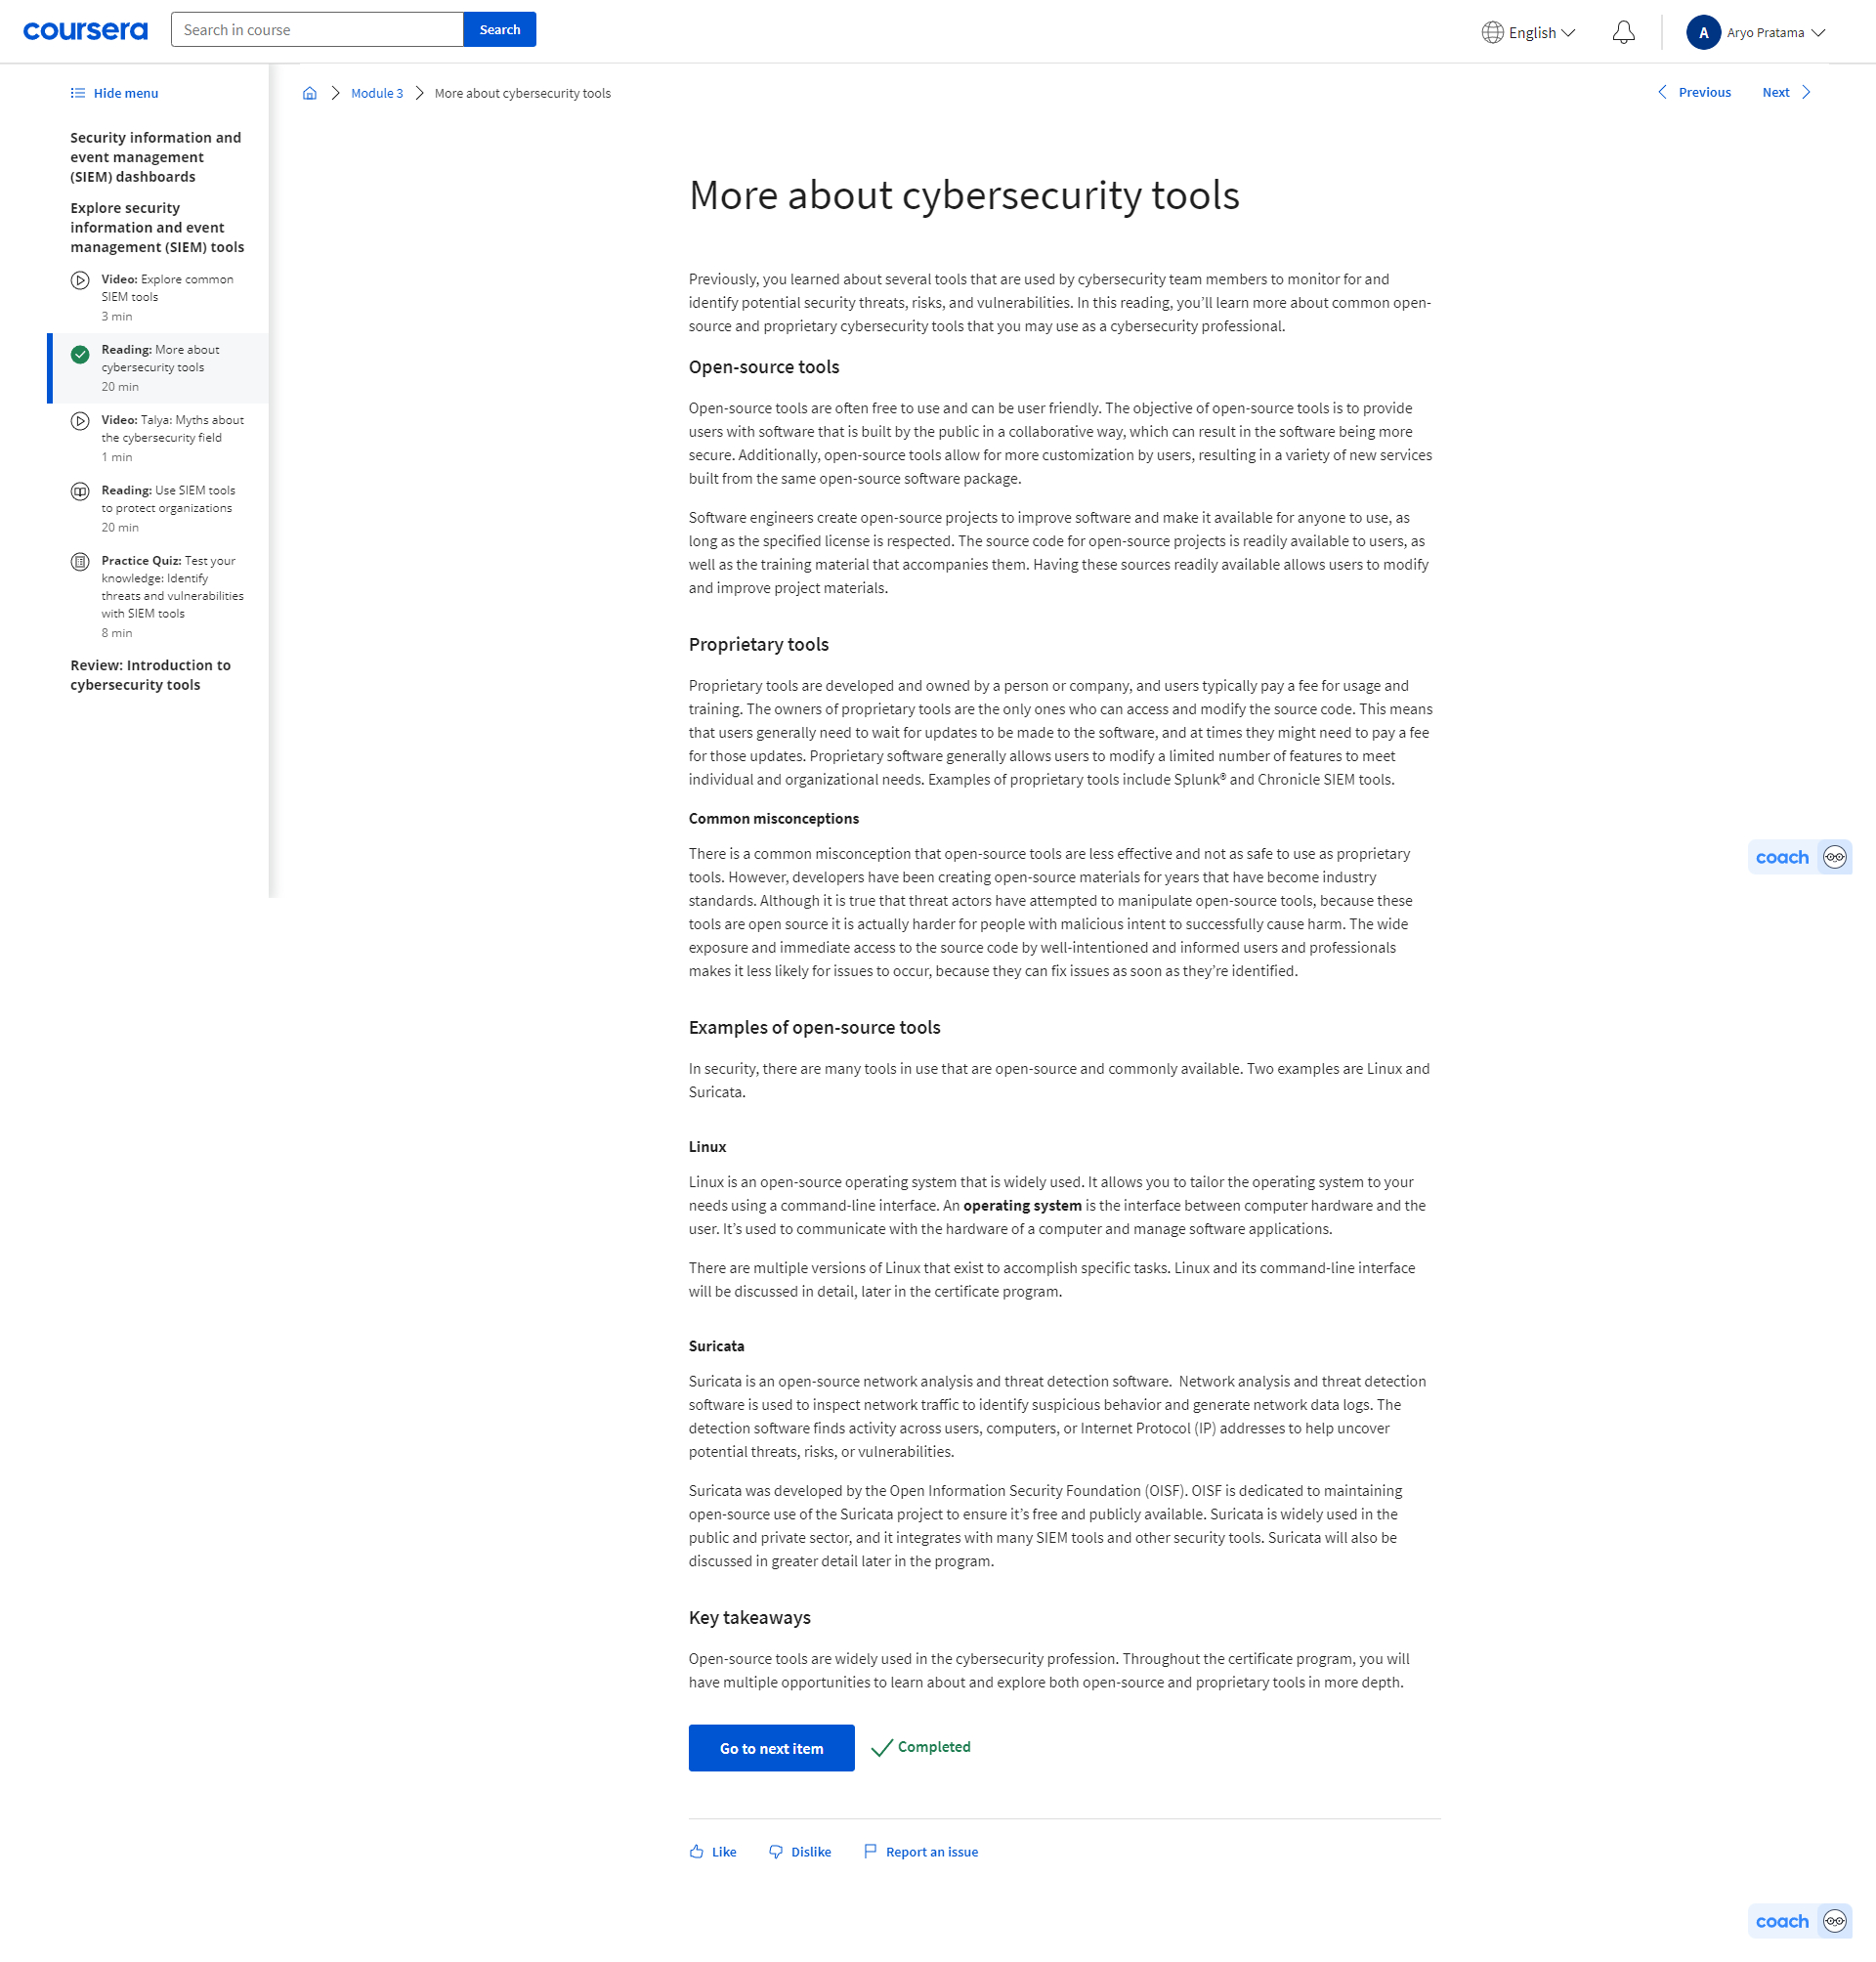 coursera
Search in course
Search
English
A
Aryo Pratama
Hide menu
Security information and
event management
(SIEM) dashboards
Explore security
information and event
management (SIEM) tools
Video: Explore common
SIEM tools
3 min
Reading: More about
cybersecurity tools
20 min
Video: Talya: Myths about
the cybersecurity field
1 min
Reading: Use SIEM tools
to protect organizations
20 min
Practice Quiz: Test your
knowledge: Identify
threats and vulnerabilities
with SIEM tools
8 min
Review: Introduction to
cybersecurity tools
Module 3
More about cybersecurity tools
Previous
Next
More about cybersecurity tools
Previously, you learned about several tools that are used by cybersecurity team members to monitor for and
identify potential security threats, risks, and vulnerabilities. In this reading, you’ll learn more about common open-
source and proprietary cybersecurity tools that you may use as a cybersecurity professional.
Open-source tools
Open-source tools are often free to use and can be user friendly. The objective of open-source tools is to provide
users with software that is built by the public in a collaborative way, which can result in the software being more
secure. Additionally, open-source tools allow for more customization by users, resulting in a variety of new services
built from the same open-source software package.
Software engineers create open-source projects to improve software and make it available for anyone to use, as
long as the specified license is respected. The source code for open-source projects is readily available to users, as
well as the training material that accompanies them. Having these sources readily available allows users to modify
and improve project materials.
Proprietary tools
Proprietary tools are developed and owned by a person or company, and users typically pay a fee for usage and
training. The owners of proprietary tools are the only ones who can access and modify the source code. This means
that users generally need to wait for updates to be made to the software, and at times they might need to pay a fee
for those updates. Proprietary software generally allows users to modify a limited number of features to meet
individual and organizational needs. Examples of proprietary tools include Splunk® and Chronicle SIEM tools.
Common misconceptions
There is a common misconception that open-source tools are less effective and not as safe to use as proprietary
tools. However, developers have been creating open-source materials for years that have become industry
standards. Although it is true that threat actors have attempted to manipulate open-source tools, because these
tools are open source it is actually harder for people with malicious intent to successfully cause harm. The wide
exposure and immediate access to the source code by well-intentioned and informed users and professionals
makes it less likely for issues to occur, because they can fix issues as soon as they’re identified.
Examples of open-source tools
In security, there are many tools in use that are open-source and commonly available. Two examples are Linux and
Suricata.
Linux
Linux is an open-source operating system that is widely used. It allows you to tailor the operating system to your
needs using a command-line interface. An operating system is the interface between computer hardware and the
user. It’s used to communicate with the hardware of a computer and manage software applications.
There are multiple versions of Linux that exist to accomplish specific tasks. Linux and its command-line interface
will be discussed in detail, later in the certificate program.
Suricata
Suricata is an open-source network analysis and threat detection software.  Network analysis and threat detection
software is used to inspect network traffic to identify suspicious behavior and generate network data logs. The
detection software finds activity across users, computers, or Internet Protocol (IP) addresses to help uncover
potential threats, risks, or vulnerabilities.
Suricata was developed by the Open Information Security Foundation (OISF). OISF is dedicated to maintaining
open-source use of the Suricata project to ensure it’s free and publicly available. Suricata is widely used in the
public and private sector, and it integrates with many SIEM tools and other security tools. Suricata will also be
discussed in greater detail later in the program.
Key takeaways
Open-source tools are widely used in the cybersecurity profession. Throughout the certificate program, you will
have multiple opportunities to learn about and explore both open-source and proprietary tools in more depth.
Go to next item
Completed
Like
Dislike
Report an issue
coach
coach